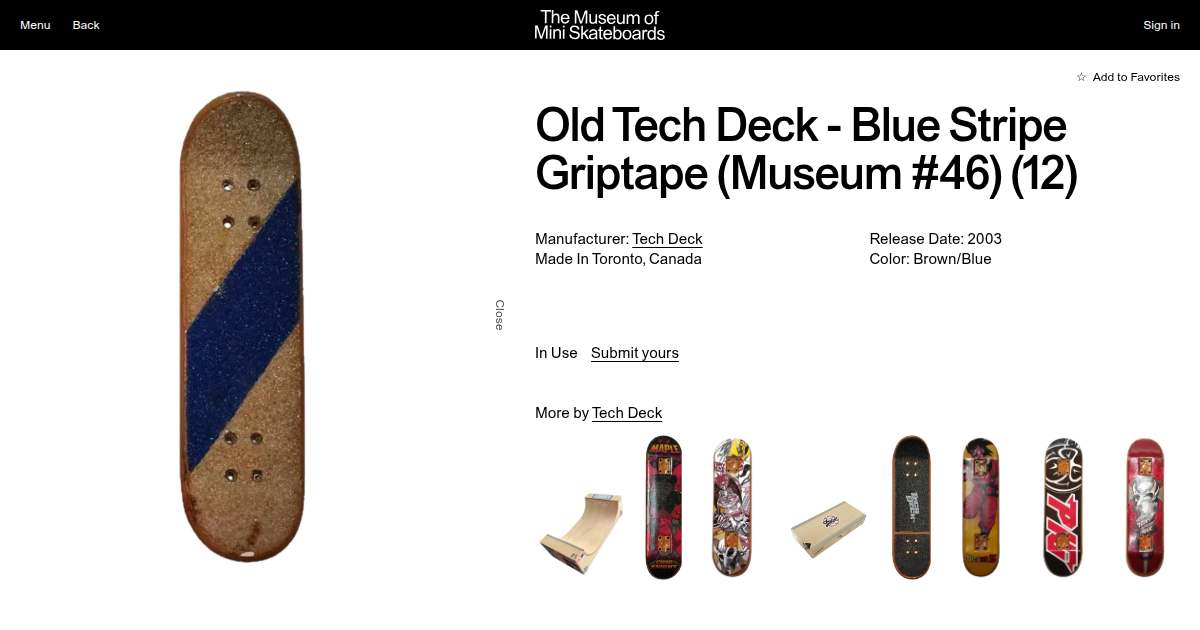 Menu
Back
The Museum of
Mini Skateboards
Sign in
☆ Add to Favorites
Old Tech Deck - Blue Stripe
Griptape (Museum #46) (12)
Manufacturer: Tech Deck
Made In Toronto, Canada
Release Date: 2003
Color: Brown/Blue
Close
In Use
Submit yours
More by Tech Deck
MAPLE